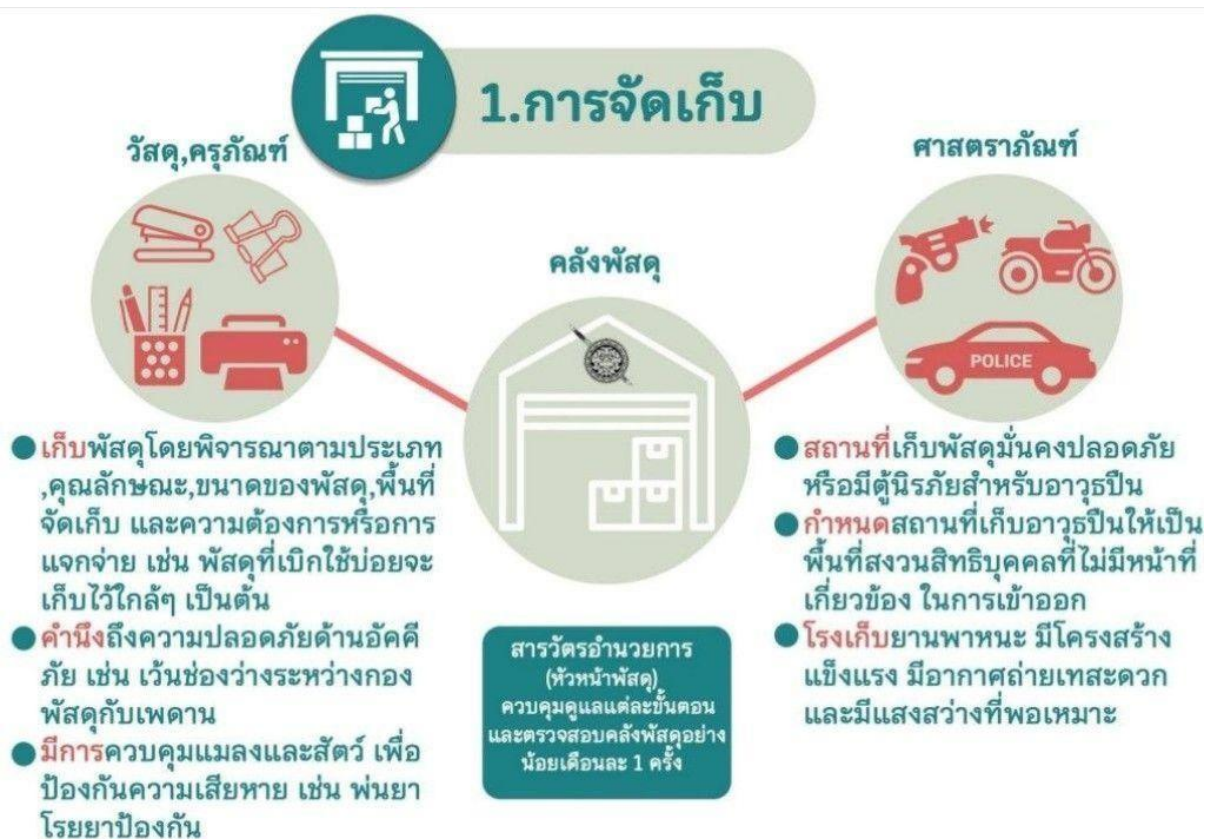 1.การจัดเก็บ
วัสดุ,ครุภัณฑ์
●เก็บพัสดุโดยพิจารณาตามประเภท
,คุณลักษณะ,ขนาดของพัสดุ,พื้นที่
จัดเก็บ และความต้องการหรือการ
แจกจ่าย เช่น พัสดุที่เบิกใช้บ่อยจะ
เก็บไว้ใกล้ๆ เป็นต้น
●คำนึงถึงความปลอดภัยด้านอัคคี
ภัย เช่น เว้นช่องว่างระหว่างกอง
พัสดุกับเพดาน
●มีการควบคุมแมลงและสัตว์ เพื่อ
ป้องกันความเสียหาย เช่น พ่นยา
โรยยาป้องกัน
คลังพัสดุ
สารวัตรอำนวยการ
(หัวหน้าพัสดุ)
ควบคุมดูแลแต่ละขั้นตอน
และตรวจสอบคลังพัสดุอย่าง
น้อยเดือนละ 1 ครั้ง
ศาสตราภัณฑ์
POLICE
●สถานที่เก็บพัสดุมั่นคงปลอดภัย
หรือมีตู้นิรภัยสำหรับอาวุธปืน
●กำหนดสถานที่เก็บอาวุธปืนให้เป็น
พื้นที่สงวนสิทธิบุคคลที่ไม่มีหน้าที่
เกี่ยวข้อง ในการเข้าออก
●โรงเก็บยานพาหนะ มีโครงสร้าง
แข็งแรง มีอากาศถ่ายเทสะดวก
และมีแสงสว่างที่พอเหมาะ